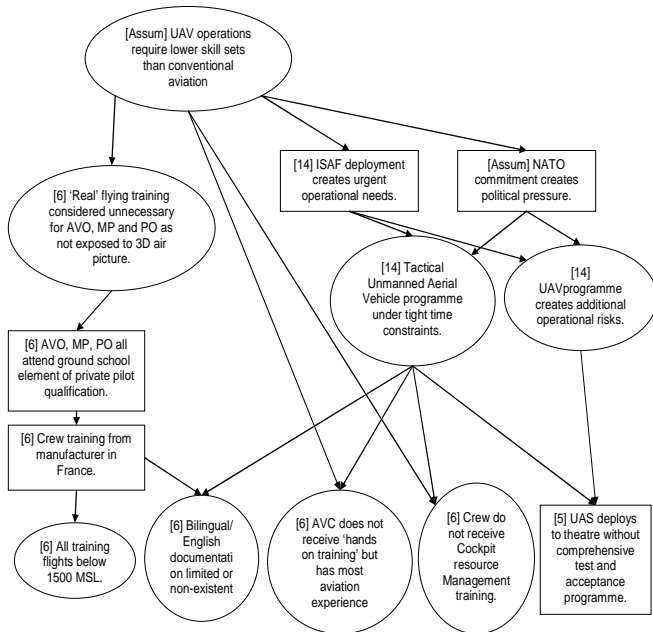 [Assum] UAV operations
require lower skill sets
than conventional
aviation
[14] ISAF deployment
creates urgent
operational needs.
[Assum] NATO
commitment creates
political pressure.
[6] ‘Real’ flying training
considered unnecessary
for AVO, MP and PO as
not exposed to 3D air
picture.
[14] Tactical
Unmanned Aerial
Vehicle programme
under tight time
constraints.
[14]
UAVprogramme
creates additional
operational risks.
[6] AVO, MP, PO all
attend ground school
element of private pilot
qualification.
[6] Crew training from
manufacturer in
France.
[6] All training
flights below
1500 MSL.
[6] Bilingual/
English
documentati
on limited or
non-existent
[6] AVC does not
receive ‘hands
on training’ but
has most
aviation
experience
[6] Crew do
not receive
Cockpit
resource
Management
training.
[5] UAS deploys
to theatre without
comprehensive
test and
acceptance
programme.